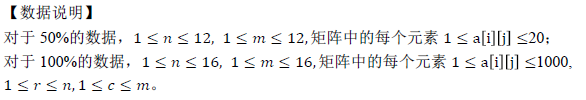 【数据说明】
对于 50%的数据，1 ≤ n ≤ 12, 1 ≤ m ≤ 12,矩阵中的每个元素 1 ≤ a[i][j] ≤20;
对于 100%的数据，1 ≤ n ≤ 16, 1 ≤ m ≤ 16,矩阵中的每个元素 1 ≤ a[i][j] ≤1000,
1 ≤ r ≤ n, 1 ≤ c ≤ m。